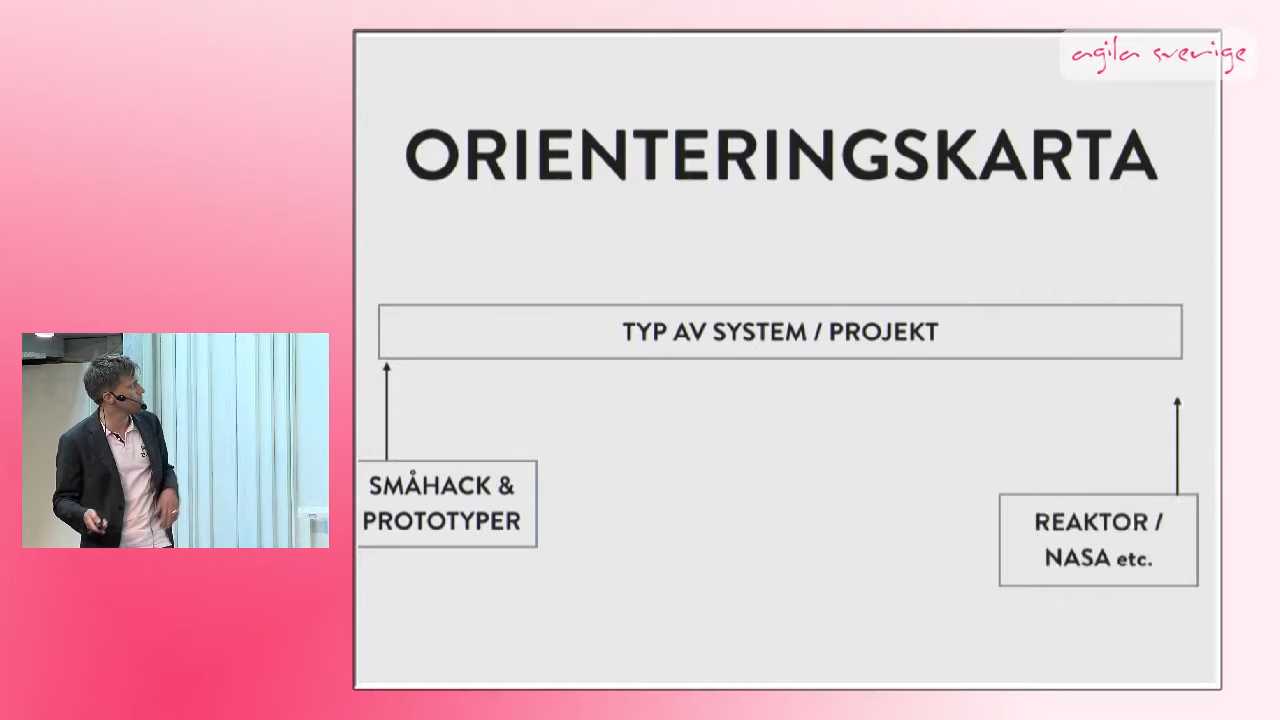 agila sverige
ORIENTERINGSKARTA
TYP AV SYSTEM / PROJEKT
SMÅHACK &
PROTOTYPER
REAKTOR /
NASA etc.